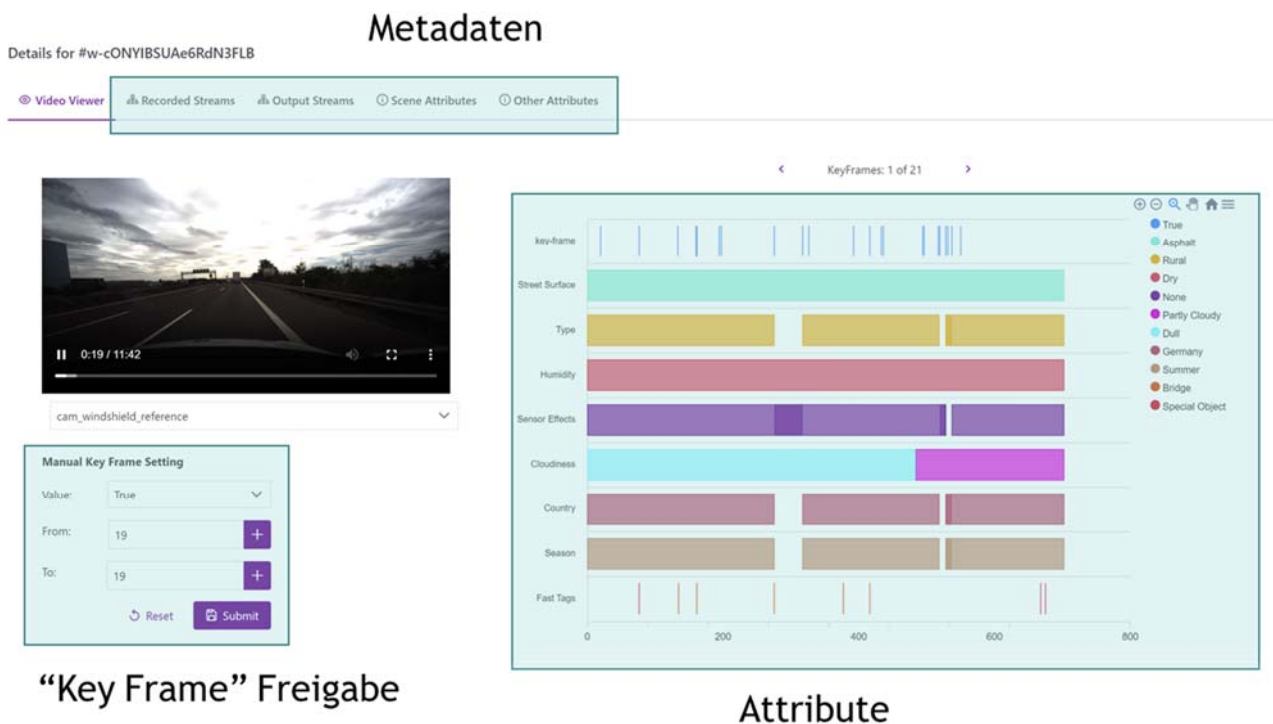 Metadaten
Details for #w-cONYIBSUAe6RdN3FLB
Video Viewer Recorded Streams Output Streams Scene Attributes Other Attributes
KeyFrames: 1 of 21
0:19 / 11:42
cam_windshield_reference
Manual Key Frame Setting
Value: True
From: 19 +
To: 19 +
Reset Submit
"Key Frame" Freigabe
key-frame
Street Surface
Type
Humidity
Sensor Effects
Cloudiness
Country
Season
Fast Tags
0 200 400 600 800
True
Asphalt
Rural
Dry
None
Partly Cloudy
Dull
Germany
Summer
Bridge
Special Object
Attribute